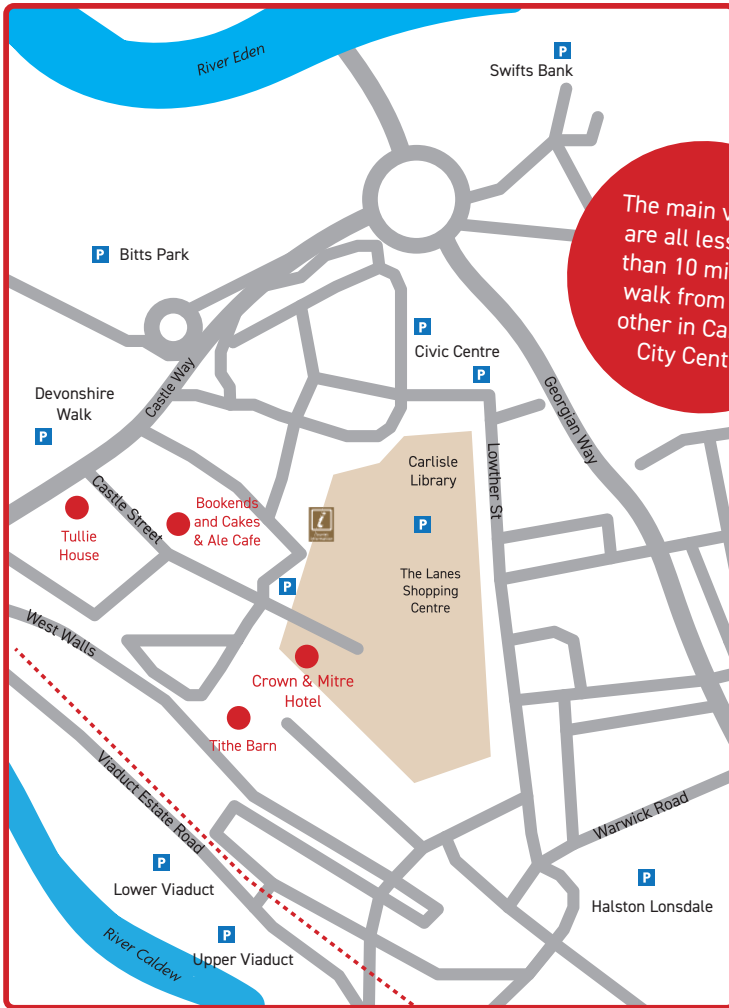 River Eden
P
Swifts Bank
The main
are all less
than 10
walk from
other in
City
P
Bitts Park
P
Civic Centre
P
Castle Way
Georgian Way
Devonshire
Walk
P
Lowther St
Carlisle
Library
Castle Street
Bookends
and Cakes
& Ale Cafe
Tullie
House
i
P
The Lanes
Shopping
Centre
P
West Walls
Crown & Mitre
Hotel
Tithe Barn
Viaduct Estate Road
Warwick Road
P
Lower Viaduct
P
Halston Lonsdale
River Caldew
P
Upper Viaduct